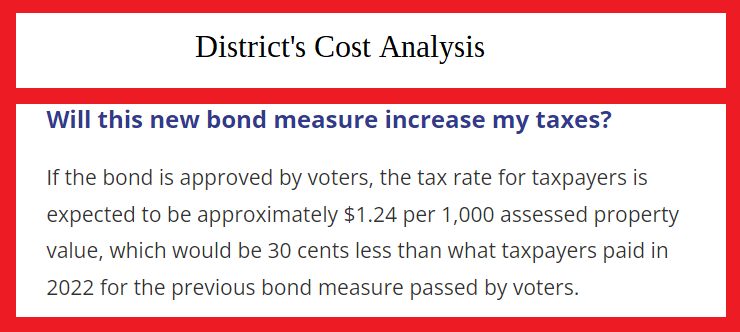 District's Cost Analysis
Will this new bond measure increase my taxes?
If the bond is approved by voters, the tax rate for taxpayers is
expected to be approximately $1.24 per 1,000 assessed property
value, which would be 30 cents less than what taxpayers paid in
2022 for the previous bond measure passed by voters.